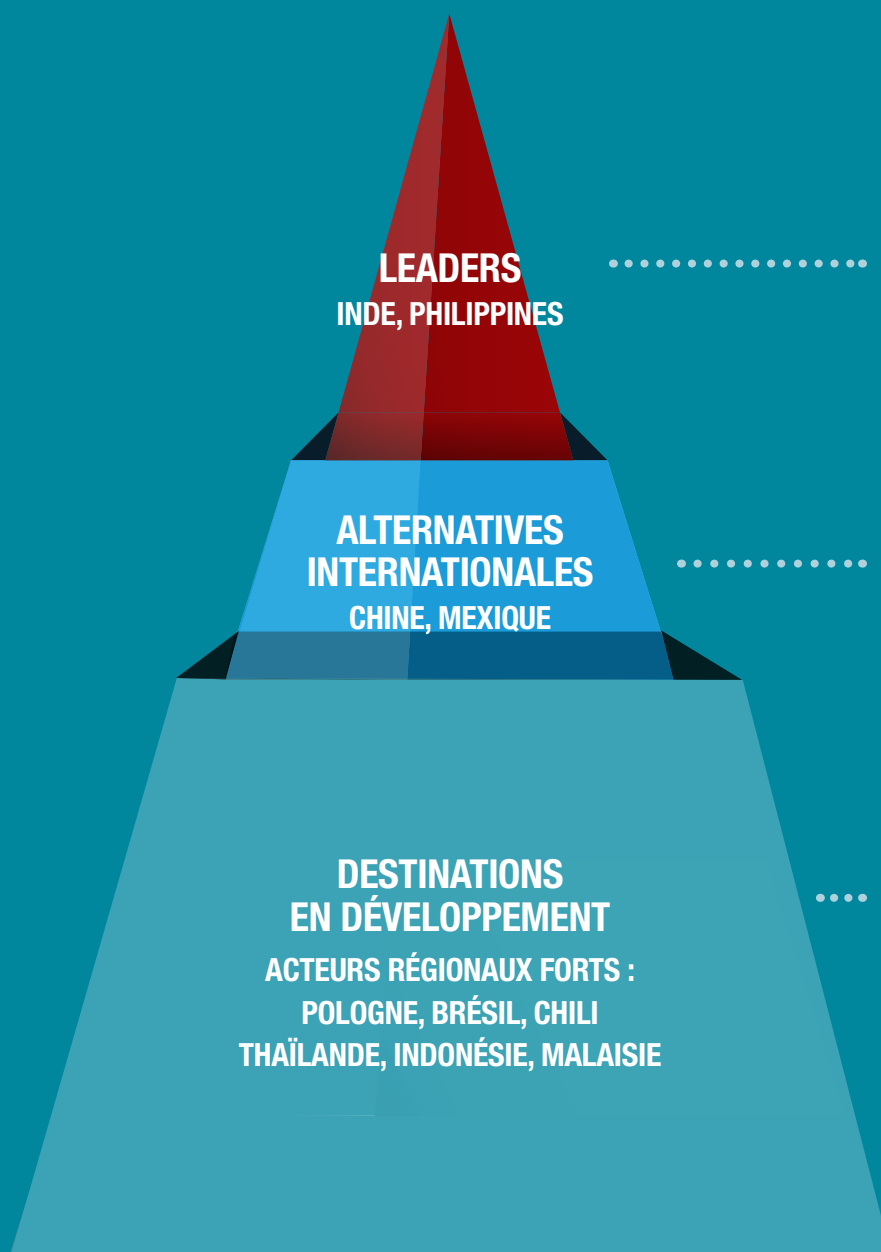 LEADERS
INDE, PHILIPPINES
ALTERNATIVES
INTERNATIONALES
CHINE, MEXIQUE
DESTINATIONS
EN DÉVELOPPEMENT
ACTEURS RÉGIONAUX FORTS :
POLOGNE, BRÉSIL, CHILI
THAÏLANDE, INDONÉSIE, MALAISIE